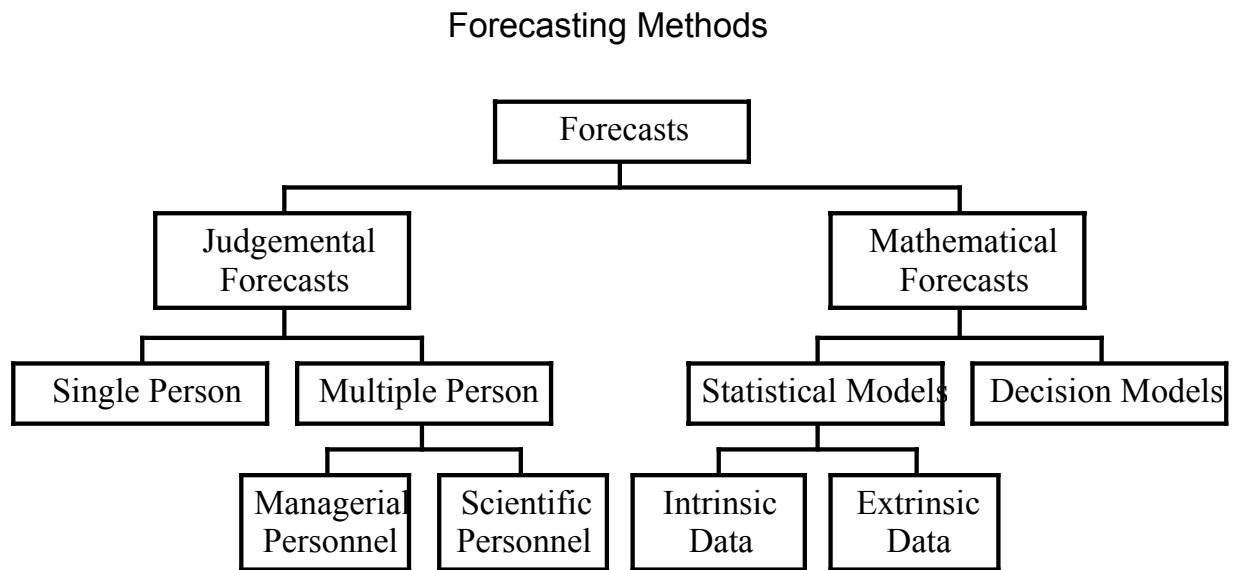 Forecasting Methods
Forecasts
Judgemental
Forecasts
Mathematical
Forecasts
Single Person
Multiple Person
Statistical Models
Decision Models
Managerial
Personnel
Scientific
Personnel
Intrinsic
Data
Extrinsic
Data